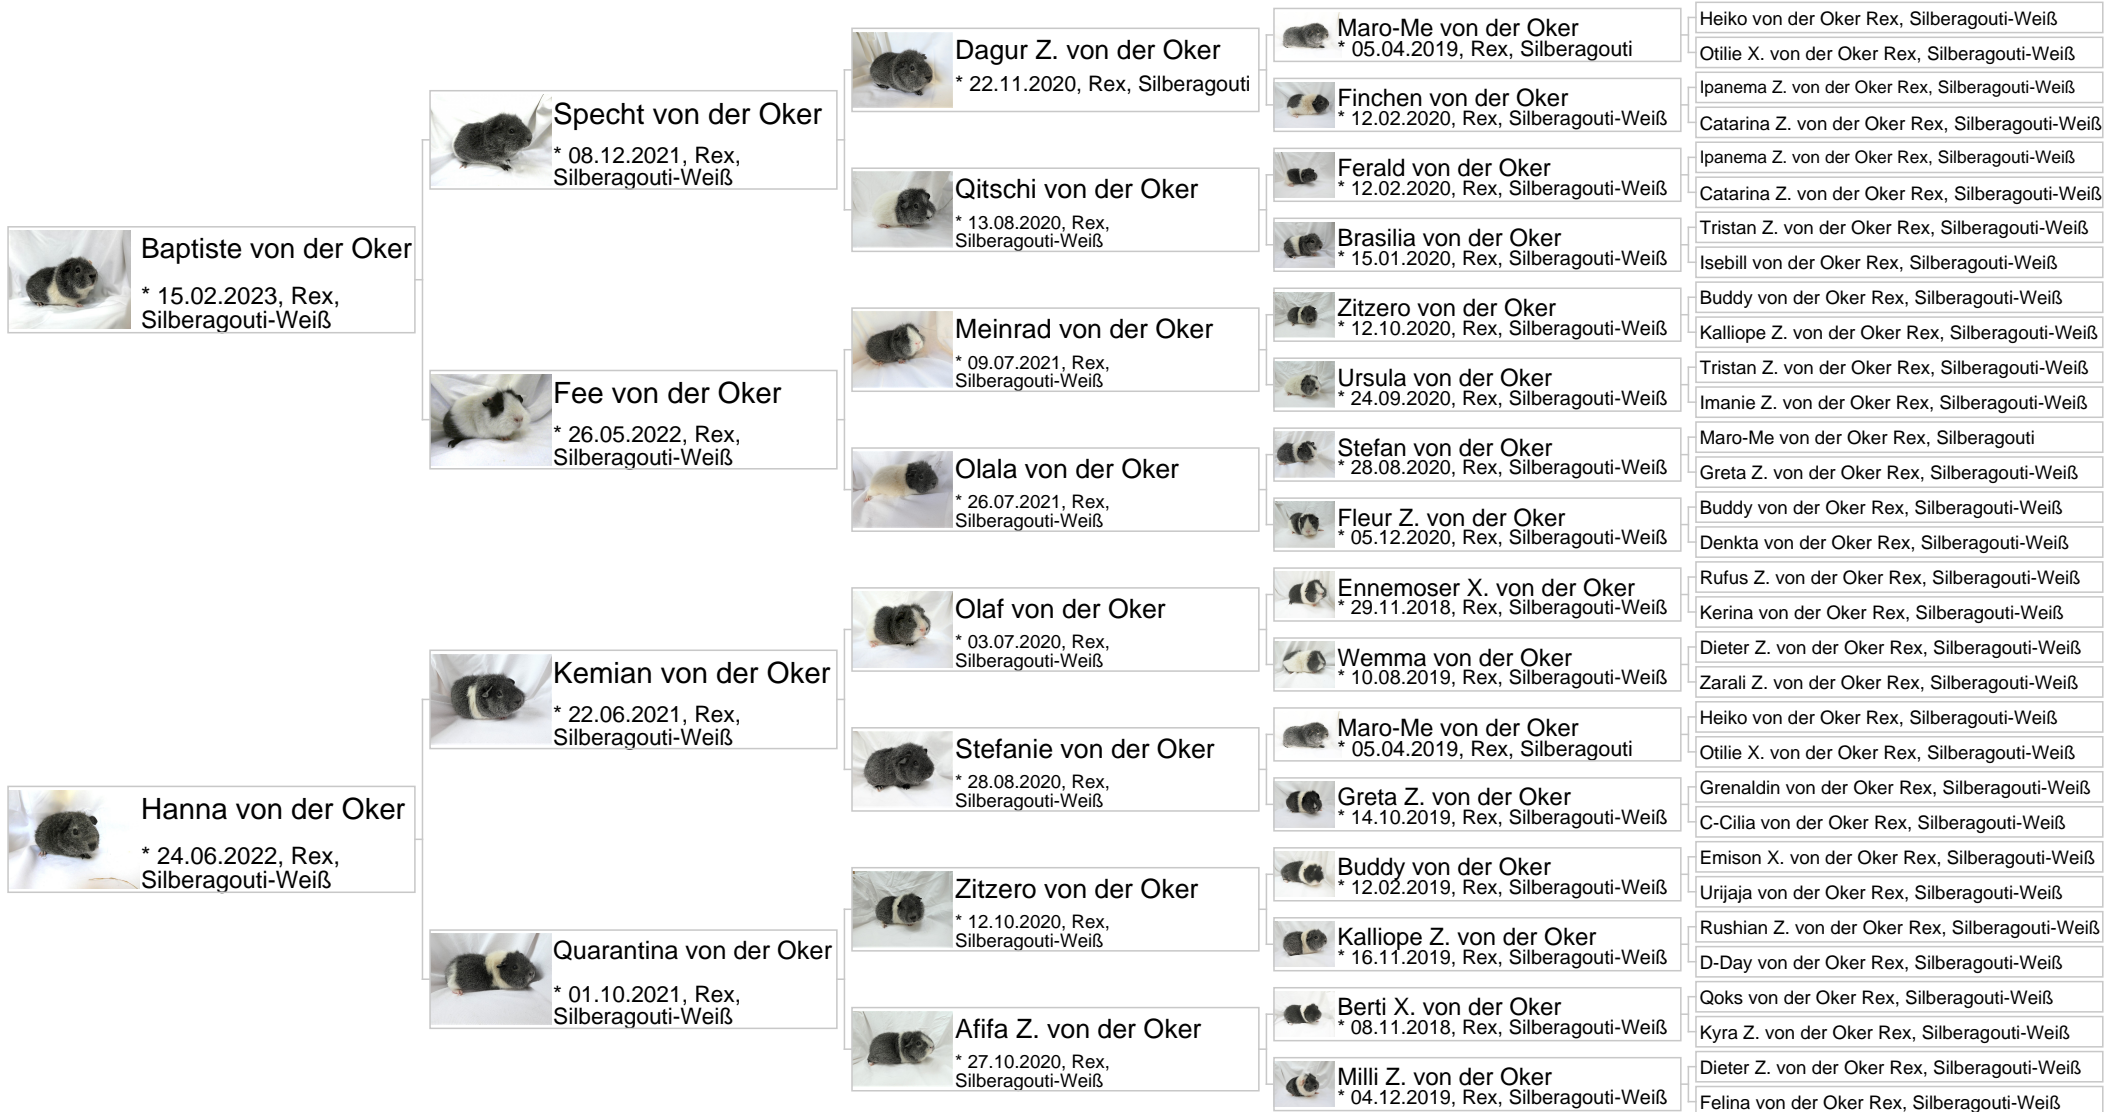 Baptiste von der Oker
* 15.02.2023, Rex,
Silberagouti-Weiß
Hanna von der Oker
* 24.06.2022, Rex,
Silberagouti-Weiß
Specht von der Oker
* 08.12.2021, Rex,
Silberagouti-Weiß
Fee von der Oker
* 26.05.2022, Rex,
Silberagouti-Weiß
Kemian von der Oker
* 22.06.2021, Rex,
Silberagouti-Weiß
Quarantina von der Oker
* 01.10.2021, Rex,
Silberagouti-Weiß
Dagur Z. von der Oker
* 22.11.2020, Rex, Silberagouti
Qitschi von der Oker
* 13.08.2020, Rex,
Silberagouti-Weiß
Meinrad von der Oker
* 09.07.2021, Rex,
Silberagouti-Weiß
Olala von der Oker
* 26.07.2021, Rex,
Silberagouti-Weiß
Olaf von der Oker
* 03.07.2020, Rex,
Silberagouti-Weiß
Stefanie von der Oker
* 28.08.2020, Rex,
Silberagouti-Weiß
Zitzero von der Oker
* 12.10.2020, Rex,
Silberagouti-Weiß
Afifa Z. von der Oker
* 27.10.2020, Rex,
Silberagouti-Weiß
Maro-Me von der Oker
* 05.04.2019, Rex, Silberagouti
Finchen von der Oker
* 12.02.2020, Rex, Silberagouti-Weiß
Ferald von der Oker
* 12.02.2020, Rex, Silberagouti-Weiß
Brasilia von der Oker
* 15.01.2020, Rex, Silberagouti-Weiß
Zitzero von der Oker
* 12.10.2020, Rex, Silberagouti-Weiß
Ursula von der Oker
* 24.09.2020, Rex, Silberagouti-Weiß
Stefan von der Oker
* 28.08.2020, Rex, Silberagouti-Weiß
Fleur Z. von der Oker
* 05.12.2020, Rex, Silberagouti-Weiß
Ennemoser X. von der Oker
* 29.11.2018, Rex, Silberagouti-Weiß
Wemma von der Oker
* 10.08.2019, Rex, Silberagouti-Weiß
Maro-Me von der Oker
* 05.04.2019, Rex, Silberagouti
Greta Z. von der Oker
* 14.10.2019, Rex, Silberagouti-Weiß
Buddy von der Oker
* 12.02.2019, Rex, Silberagouti-Weiß
Kalliope Z. von der Oker
* 16.11.2019, Rex, Silberagouti-Weiß
Berti X. von der Oker
* 08.11.2018, Rex, Silberagouti-Weiß
Milli Z. von der Oker
* 04.12.2019, Rex, Silberagouti-Weiß
Heiko von der Oker Rex, Silberagouti-Weiß
Otilie X. von der Oker Rex, Silberagouti-Weiß
Ipanema Z. von der Oker Rex, Silberagouti-Weiß
Catarina Z. von der Oker Rex, Silberagouti-Weiß
Ipanema Z. von der Oker Rex, Silberagouti-Weiß
Catarina Z. von der Oker Rex, Silberagouti-Weiß
Tristan Z. von der Oker Rex, Silberagouti-Weiß
Isebill von der Oker Rex, Silberagouti-Weiß
Buddy von der Oker Rex, Silberagouti-Weiß
Kalliope Z. von der Oker Rex, Silberagouti-Weiß
Tristan Z. von der Oker Rex, Silberagouti-Weiß
Imanie Z. von der Oker Rex, Silberagouti-Weiß
Maro-Me von der Oker Rex, Silberagouti
Greta Z. von der Oker Rex, Silberagouti-Weiß
Buddy von der Oker Rex, Silberagouti-Weiß
Denkta von der Oker Rex, Silberagouti-Weiß
Rufus Z. von der Oker Rex, Silberagouti-Weiß
Kerina von der Oker Rex, Silberagouti-Weiß
Dieter Z. von der Oker Rex, Silberagouti-Weiß
Zarali Z. von der Oker Rex, Silberagouti-Weiß
Heiko von der Oker Rex, Silberagouti-Weiß
Otilie X. von der Oker Rex, Silberagouti-Weiß
Grenaldin von der Oker Rex, Silberagouti-Weiß
C-Cilia von der Oker Rex, Silberagouti-Weiß
Emison X. von der Oker Rex, Silberagouti-Weiß
Urijaja von der Oker Rex, Silberagouti-Weiß
Rushian Z. von der Oker Rex, Silberagouti-Weiß
D-Day von der Oker Rex, Silberagouti-Weiß
Qoks von der Oker Rex, Silberagouti-Weiß
Kyra Z. von der Oker Rex, Silberagouti-Weiß
Dieter Z. von der Oker Rex, Silberagouti-Weiß
Felina von der Oker Rex, Silberagouti-Weiß